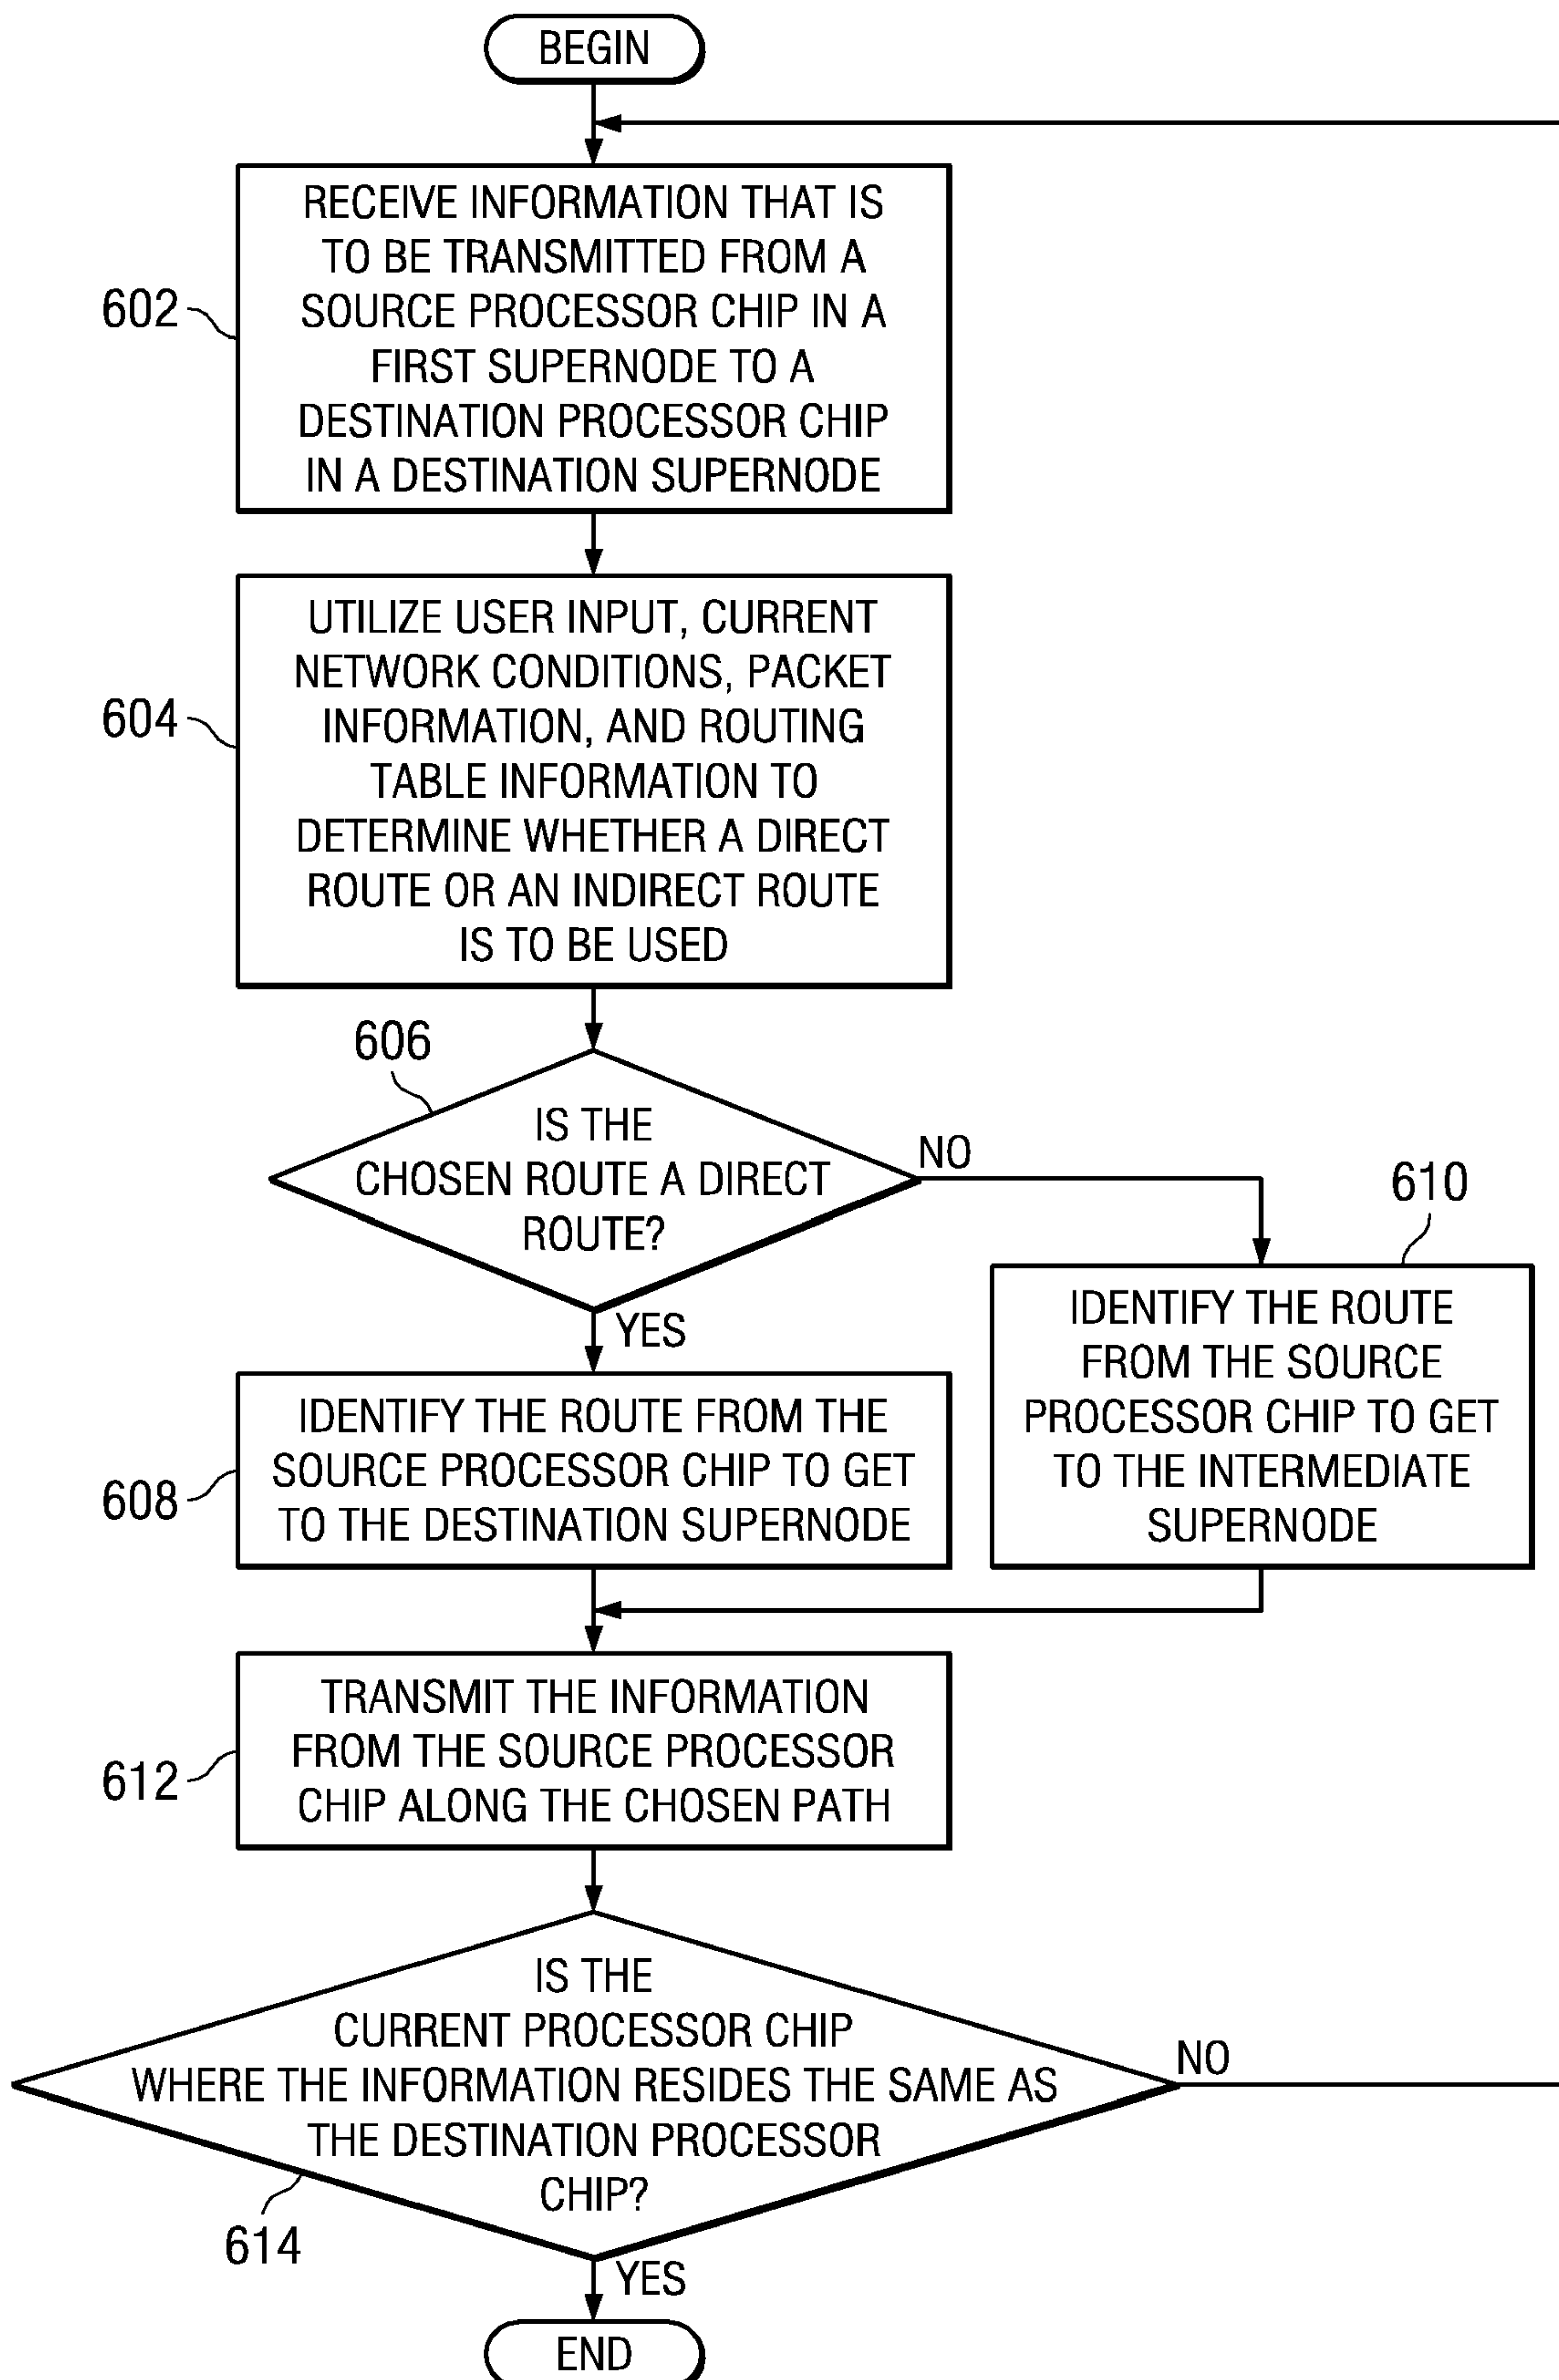 BEGIN
RECEIVE INFORMATION THAT IS
TO BE TRANSMITTED FROM A
SOURCE PROCESSOR CHIP IN A
FIRST SUPERNODE TO A
DESTINATION PROCESSOR CHIP
IN A DESTINATION SUPERNODE
602
UTILIZE USER INPUT, CURRENT
NETWORK CONDITIONS, PACKET
INFORMATION, AND ROUTING
TABLE INFORMATION TO
DETERMINE WHETHER A DIRECT
ROUTE OR AN INDIRECT ROUTE
IS TO BE USED
604
606
IS THE
CHOSEN ROUTE A DIRECT
ROUTE?
NO
YES
610
IDENTIFY THE ROUTE
FROM THE SOURCE
PROCESSOR CHIP TO GET
TO THE INTERMEDIATE
SUPERNODE
IDENTIFY THE ROUTE FROM THE
SOURCE PROCESSOR CHIP TO GET
TO THE DESTINATION SUPERNODE
608
TRANSMIT THE INFORMATION
FROM THE SOURCE PROCESSOR
CHIP ALONG THE CHOSEN PATH
612
IS THE
CURRENT PROCESSOR CHIP
WHERE THE INFORMATION RESIDES THE SAME AS
THE DESTINATION PROCESSOR
CHIP?
NO
614
YES
END